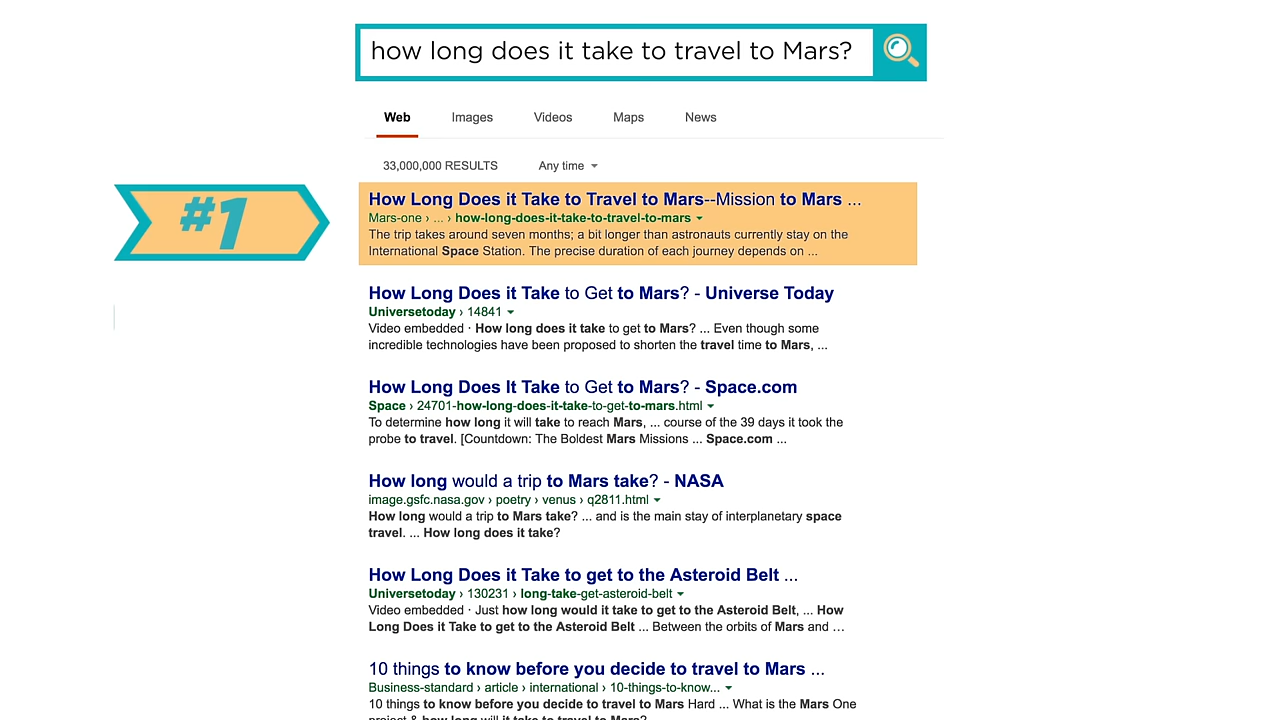 how long does it take to travel to Mars?
Web Images Videos Maps News
33,000,000 RESULTS Any time
#1
How Long Does it Take to Travel to Mars--Mission to Mars ...
Mars-one › ... › how-long-does-it-take-to-travel-to-mars
The trip takes around seven months; a bit longer than astronauts currently stay on the
International Space Station. The precise duration of each journey depends on ...
How Long Does it Take to Get to Mars? - Universe Today
Universetoday › 14841
Video embedded · How long does it take to get to Mars? ... Even though some
incredible technologies have been proposed to shorten the travel time to Mars, ...
How Long Does It Take to Get to Mars? - Space.com
Space › 24701-how-long-does-it-take-to-get-to-mars.html
To determine how long it will take to reach Mars, ... course of the 39 days it took the
probe to travel. [Countdown: The Boldest Mars Missions ... Space.com ...
How long would a trip to Mars take? - NASA
image.gsfc.nasa.gov › poetry › venus › q2811.html
How long would a trip to Mars take? ... and is the main stay of interplanetary space
travel. ... How long does it take?
How Long Does it Take to get to the Asteroid Belt ...
Universetoday › 130231 › long-take-get-asteroid-belt
Video embedded · Just how long would it take to get to the Asteroid Belt, ... How
Long Does it Take to get to the Asteroid Belt ... Between the orbits of Mars and ...
10 things to know before you decide to travel to Mars ...
Business-standard › article › international › 10-things-to-know...
10 things to know before you decide to travel to Mars Hard ... What is the Mars One
project & how long will it take to travel to Mars?